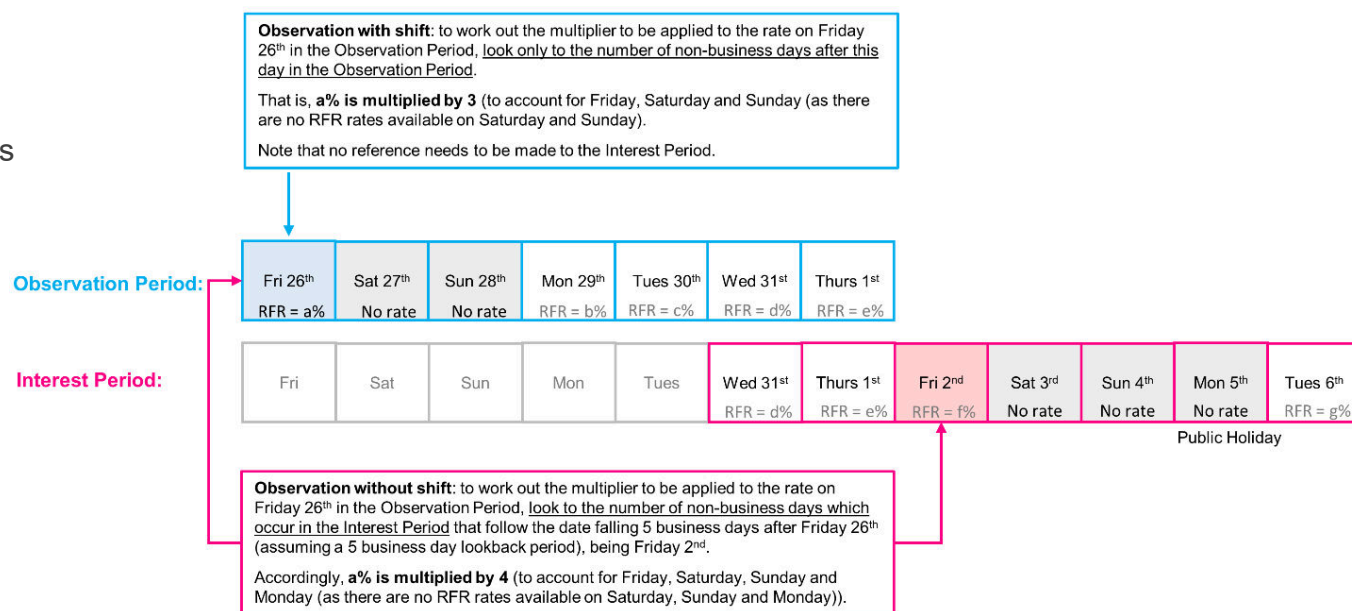 Observation with shift: to work out the multiplier to be applied to the rate on Friday
26th in the Observation Period, look only to the number of non-business days after this
day in the Observation Period.
That is, a% is multiplied by 3 (to account for Friday, Saturday and Sunday (as there
are no RFR rates available on Saturday and Sunday).
Note that no reference needs to be made to the Interest Period.
s
Observation Period:
Fri 26th Sat 27th Sun 28th Mon 29th Tues 30th Wed 31st Thurs 1st
RFR = a% No rate No rate RFR = b% RFR = c% RFR = d% RFR = e%
Interest Period:
Fri Sat Sun Mon Tues Wed 31st Thurs 1st Fri 2nd Sat 3rd Sun 4th Mon 5th Tues 6th
RFR = d% RFR = e% RFR = f% No rate No rate No rate RFR = g%
Public Holiday
Observation without shift: to work out the multiplier to be applied to the rate on
Friday 26th in the Observation Period, look to the number of non-business days which
occur in the Interest Period that follow the date falling 5 business days after Friday 26th
(assuming a 5 business day lookback period), being Friday 2nd.
Accordingly, a% is multiplied by 4 (to account for Friday, Saturday, Sunday and
Monday (as there are no RFR rates available on Saturday, Sunday and Monday)).